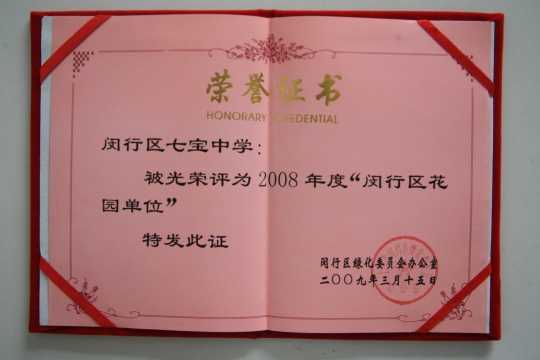 荣誉证书
HONORARY CREDENTIAL
闵行区七宝中学：
被光荣评为2008年度“闵行区花
园单位”
特发此证
闵行区绿化委员会办公室
二〇〇九年三月十五日